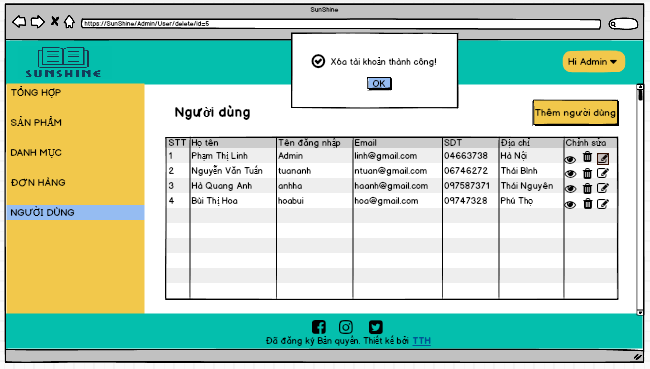 SunShine
https://SunShine/Admin/User/delete/id=5
SUNSHINE
Xóa tài khoản thành công!
OK
Hi Admin
TỔNG HỢP
SẢN PHẨM
DANH MỤC
ĐƠN HÀNG
NGƯỜI DÙNG
Người dùng
Thêm người dùng
STT Họ tên Tên đăng nhập Email SDT Địa chỉ Chỉnh sửa
1 Phạm Thị Linh Admin linh@gmail.com 04663738 Hà Nội
2 Nguyễn Văn Tuấn tuananh ntuan@gmail.com 06746272 Thái Bình
3 Hà Quang Anh anhha haanh@gmail.com 097587371 Thái Nguyên
4 Bùi Thị Hoa hoabui hoa@gmail.com 09747328 Phú Thọ
Đã đăng ký Bản quyền. Thiết kế bởi TTH